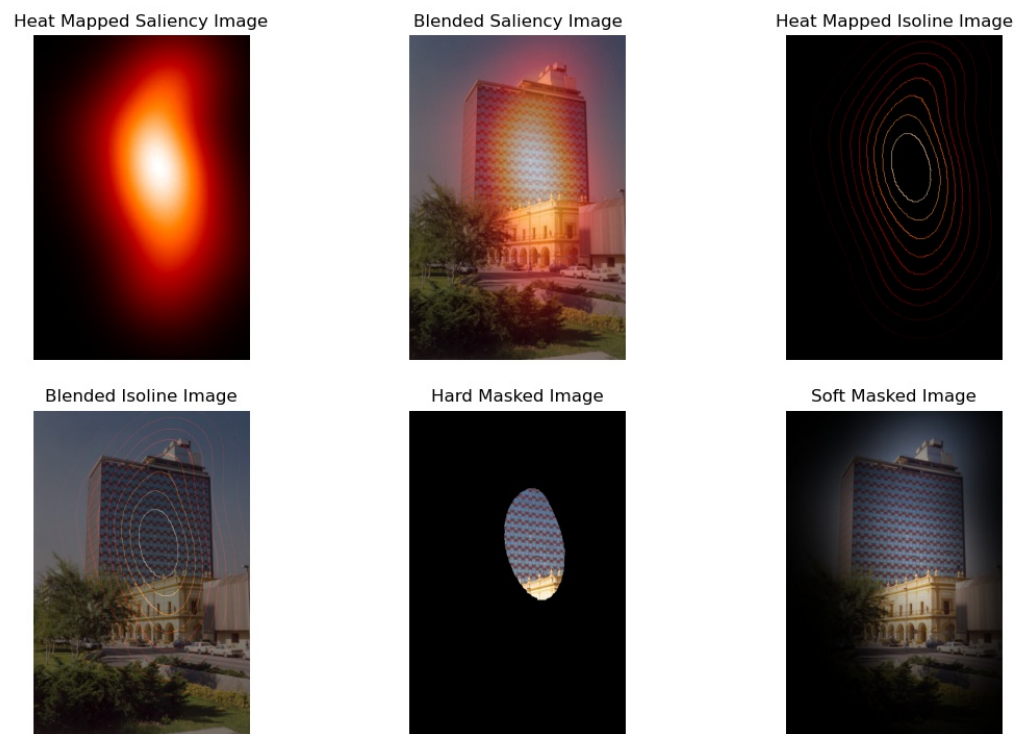 Heat Mapped Saliency Image
Blended Saliency Image
Heat Mapped Isoline Image
Blended Isoline Image
Hard Masked Image
Soft Masked Image